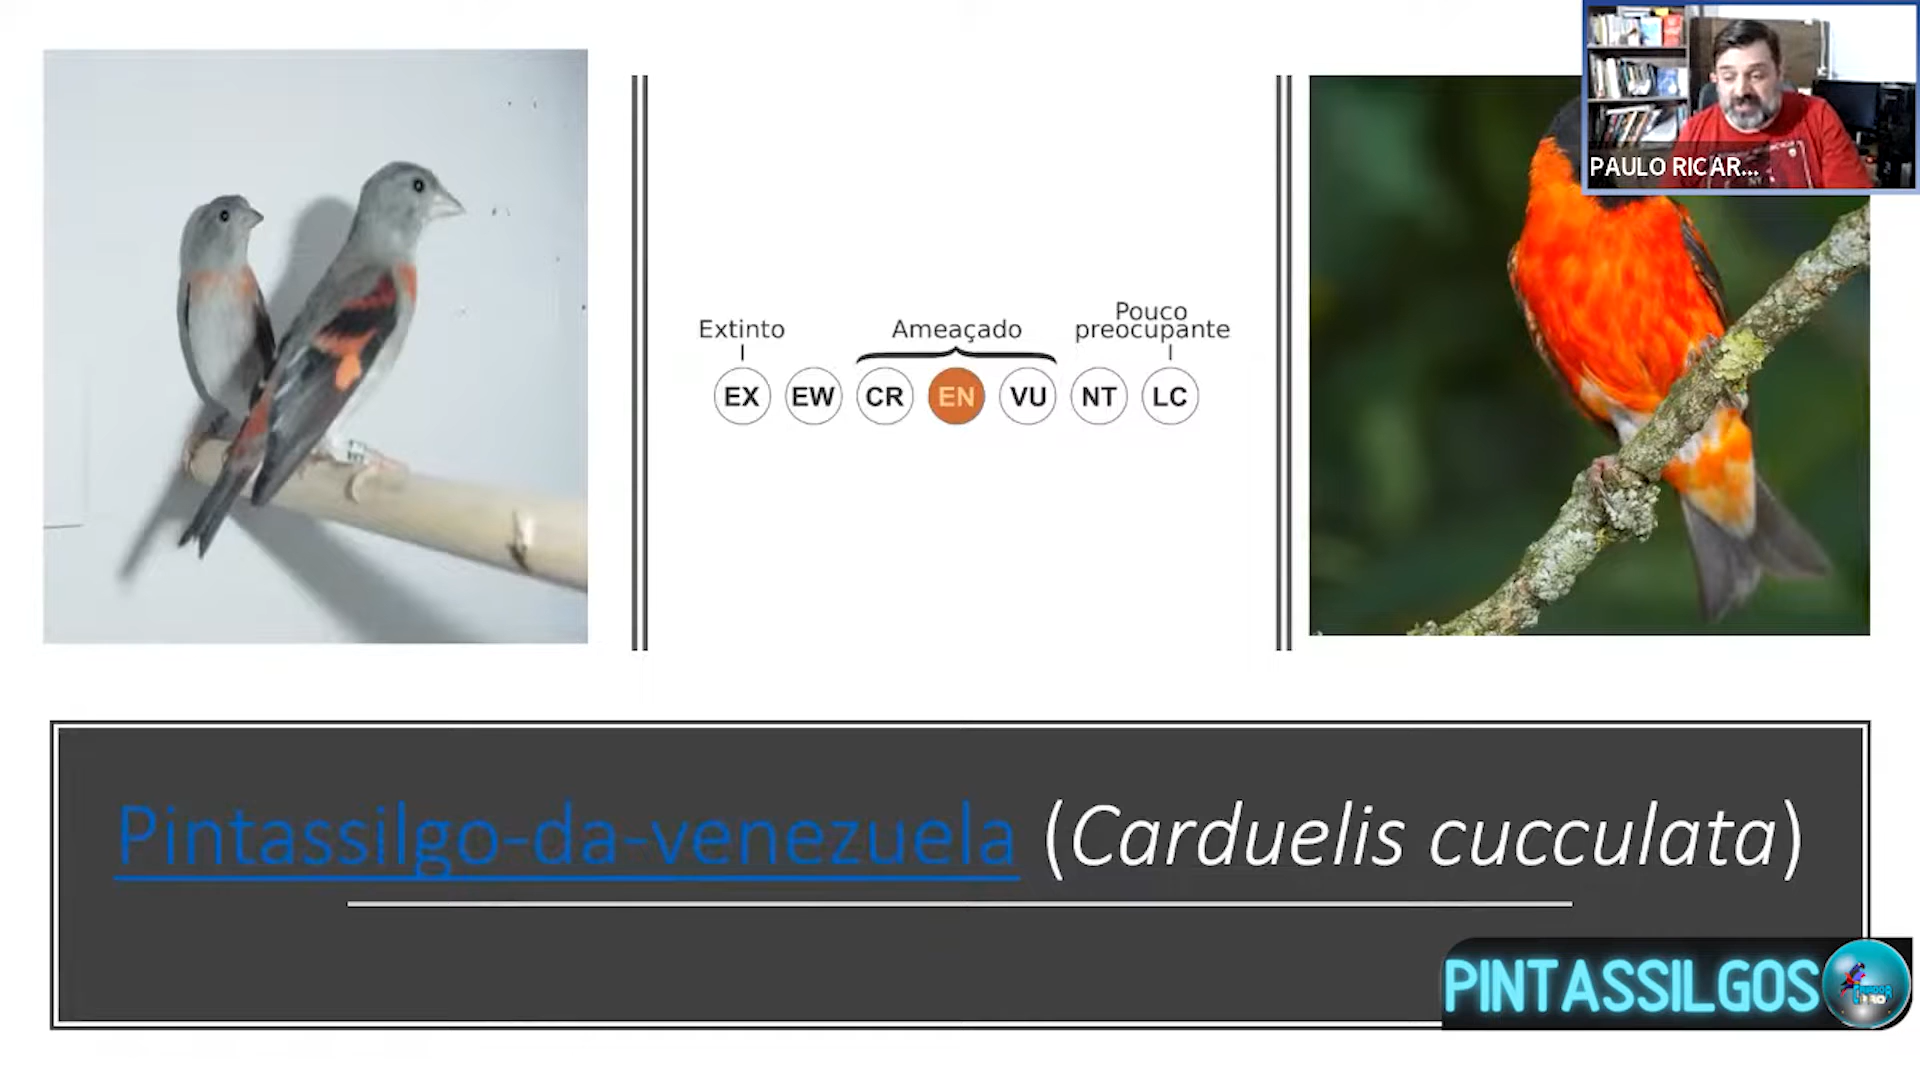 PAULO RICAR...
Extinto
Ameaçado
Pouco
preocupante
EX EW CR EN VU NT LC
Pintassilgo-da-venezuela (Carduelis cucculata)
PINTASSILGOS